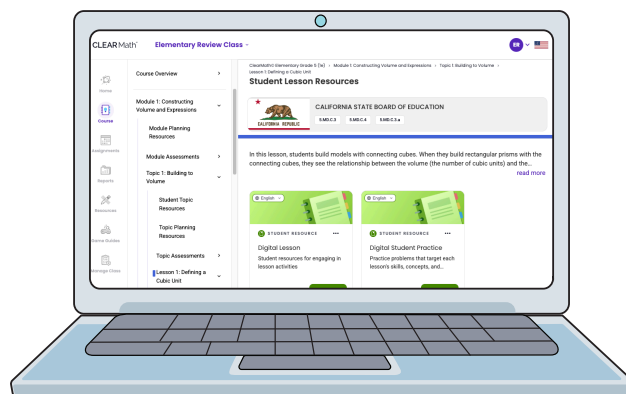 CLEARMath™
Elementary Review Class
ER
Home
Course
Assignments
Reports
Resources
Manage Class
Course Overview
Module 1: Constructing
Volume and Expressions
Module Planning
Resources
Module Assessments
Topic 1: Building to
Volume
Student Topic
Resources
Topic Planning
Resources
Topic Assessments
Lesson 1: Defining a
Cubic Unit
ClearMath® Elementary Grade 5 > Module 1: Constructing Volume and Expressions > Topic 1: Building to Volume >
Lesson 1: Defining a Cubic Unit
Student Lesson Resources
CALIFORNIA REPUBLIC
CALIFORNIA STATE BOARD OF EDUCATION
5.MD.C.3 5.MD.C.4 5.MD.C.3.a
In this lesson, students build models with connecting cubes. When they build rectangular prisms with the
connecting cubes, they see the relationship between the volume (the number of cubic units) and the...
read more
English
STUDENT RESOURCE
Digital Lesson
Student resources for engaging in
lesson activities
English
STUDENT RESOURCE
Digital Student Practice
Practice problems that target each
lesson's skills, concepts, and...